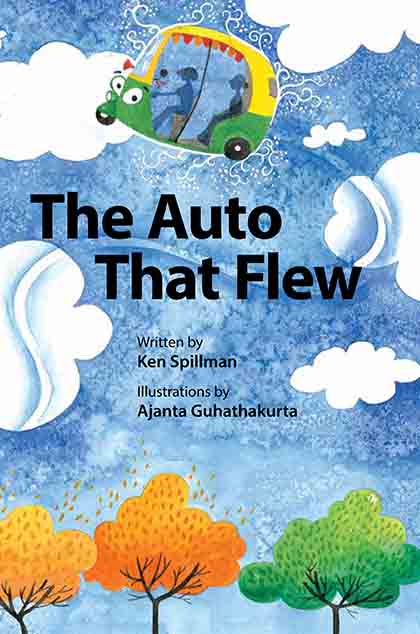 The Auto
That Flew
Written by
Ken Spillman
Illustrations by
Ajanta Guhathakurta